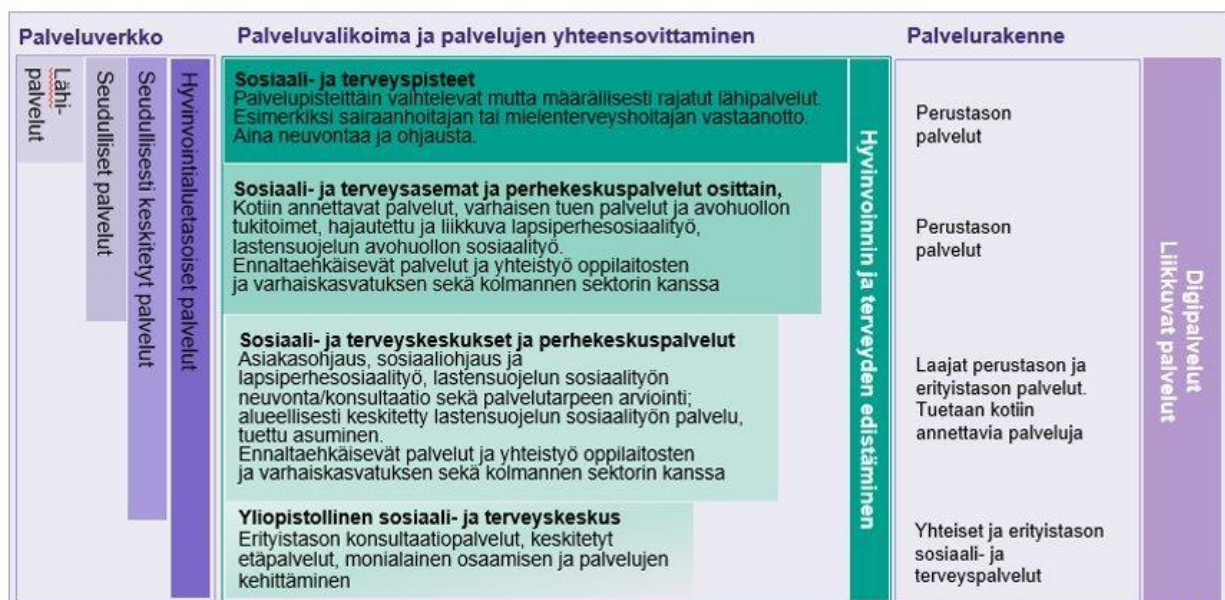 Palveluverkko
Palveluvalikoima ja palvelujen yhteensovittaminen
Palvelurakenne
Lähi-
palvelut
Seudulliset palvelut
Seudullisesti keskitetyt palvelut
Hyvinvointialuetasoiset palvelut
Sosiaali- ja terveyspisteet
Palvelupisteittäin vaihtelevat mutta määrällisesti rajatut lähipalvelut.
Esimerkiksi sairaanhoitajan tai mielenterveyshoitajan vastaanotto.
Aina neuvontaa ja ohjausta.
Sosiaali- ja terveysasemat ja perhekeskuspalvelut osittain,
Kotiin annettavat palvelut, varhaisen tuen palvelut ja avohuollon
tukitoimet, hajautettu ja liikkuva lapsiperhesosiaalityö,
lastensuojelun avohuollon sosiaalityö.
Ennaltaehkäisevät palvelut ja yhteistyö oppilaitosten
ja varhaiskasvatuksen sekä kolmannen sektorin kanssa
Sosiaali- ja terveyskeskukset ja perhekeskuspalvelut
Asiakasohjaus, sosiaaliohjaus ja
lapsiperhesosiaalityö, lastensuojelun sosiaalityön
neuvonta/konsultaatio sekä palvelutarpeen arviointi;
alueellisesti keskitetty lastensuojelun sosiaalityön palvelu,
tuettu asuminen.
Ennaltaehkäisevät palvelut ja yhteistyö oppilaitosten
ja varhaiskasvatuksen sekä kolmannen sektorin kanssa
Yliopistollinen sosiaali- ja terveyskeskus
Erityistason konsultaatiopalvelut, keskitetyt
etäpalvelut, monialainen osaamisen ja palvelujen
kehittäminen
Hyvinvoinnin ja terveyden edistäminen
Perustason
palvelut
Perustason
palvelut
Laajat perustason ja
erityistason palvelut.
Tuetaan kotiin
annettavia palveluja
Yhteiset ja erityistason
sosiaali- ja
terveyspalvelut
Digipalvelut
Liikkuvat palvelut